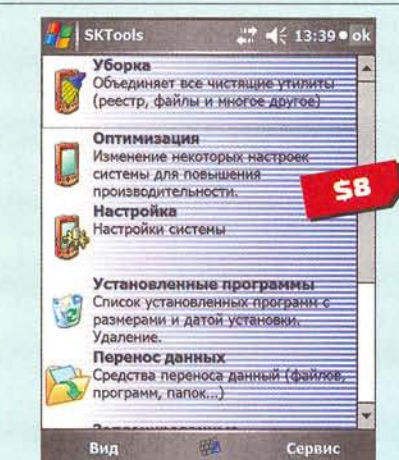 SKTools 13:39 ok
Уборка
Объединяет все чистящие утилиты
(реестр, файлы и многое другое)
Оптимизация
Изменение некоторых настроек
системы для повышения
производительности.
$8
Настройка
Настройки системы
Установленные программы
Список установленных программ с
размерами и датой установки.
Удаление.
Перенос данных
Средства переноса данный (файлов,
программ, папок...)
Вид Сервис